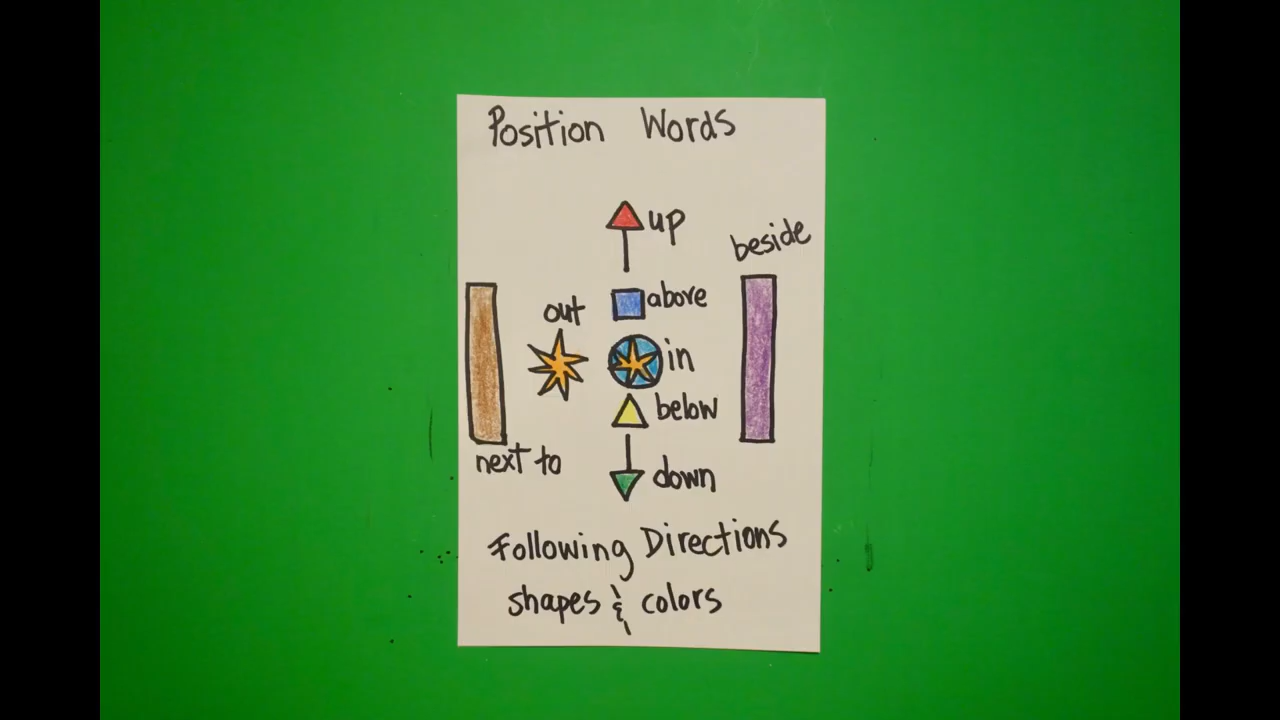 Position Words
up
beside
above
out
in
below
next to
down
Following Directions
shapes & colors